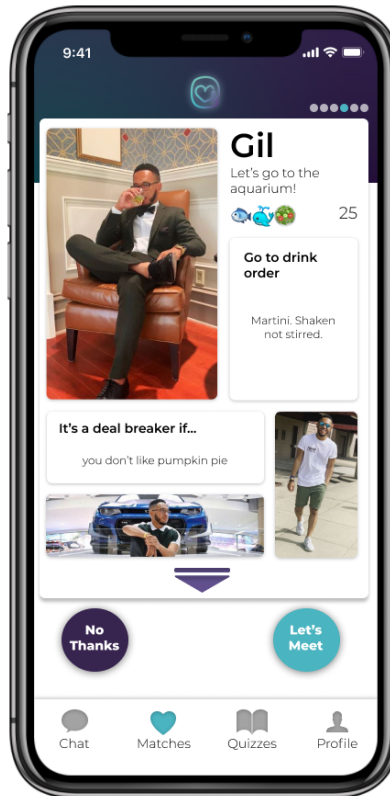 9:41
Gil
Let's go to the
aquarium!
25
Go to drink
order
Martini. Shaken
not stirred.
It's a deal breaker if...
you don't like pumpkin pie
No
Thanks
Let's
Meet
Chat
Matches
Quizzes
Profile